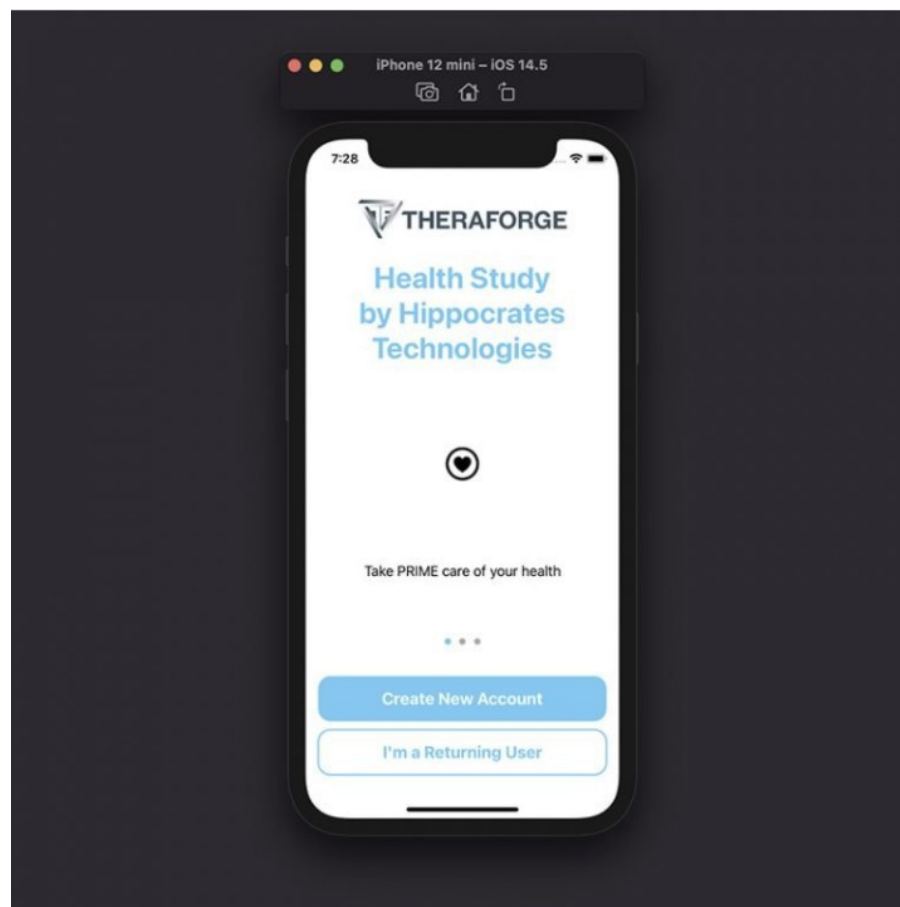 iPhone 12 mini – iOS 14.5
7:28
THERAFORGE
Health Study
by Hippocrates
Technologies
Take PRIME care of your health
Create New Account
I'm a Returning User